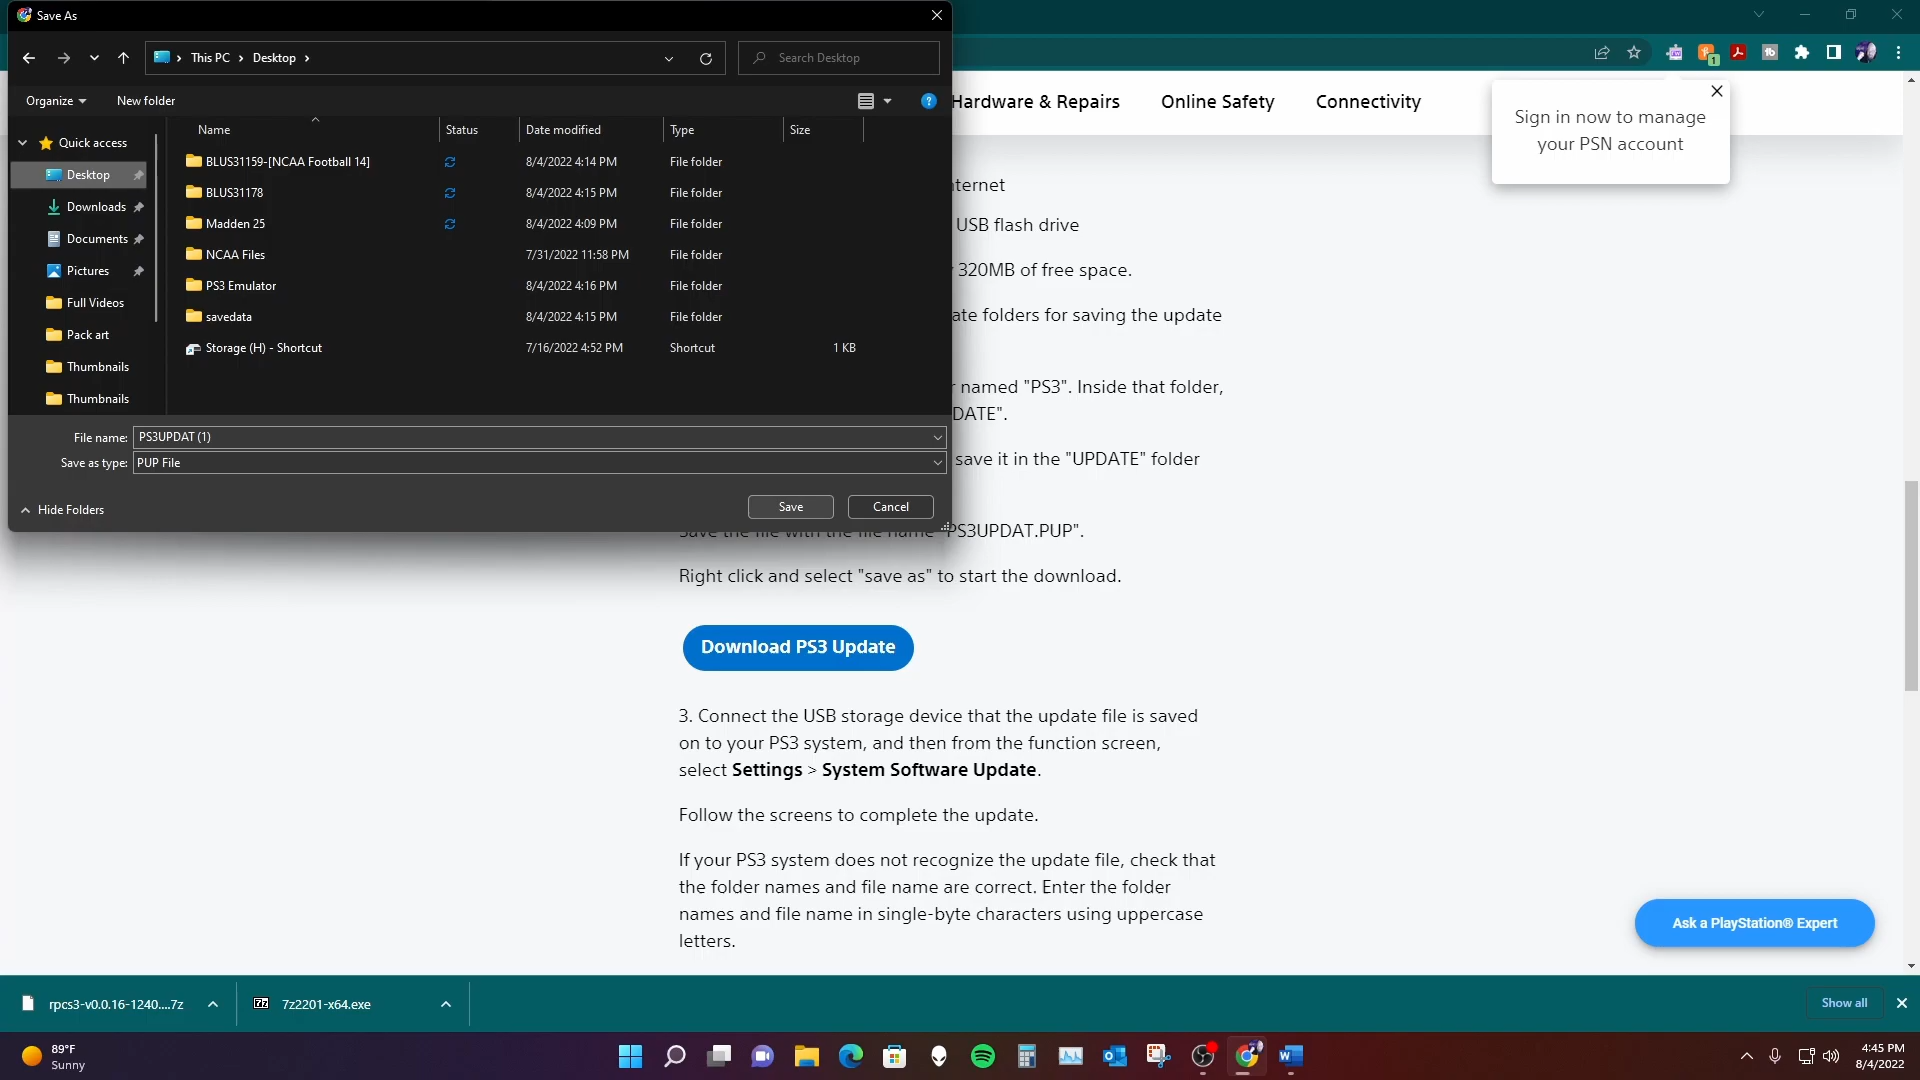 Save As
This PC > Desktop >
Search Desktop
Organize
New folder
Name Status Date modified Type Size
Quick access
Desktop
Downloads
Documents
Pictures
Full Videos
Pack art
Thumbnails
Thumbnails
BLUS31159-[NCAA Football 14] 8/4/2022 4:14 PM File folder
BLUS31178 8/4/2022 4:15 PM File folder
Madden 25 8/4/2022 4:09 PM File folder
NCAA Files 7/31/2022 11:58 PM File folder
PS3 Emulator 8/4/2022 4:16 PM File folder
savedata 8/4/2022 4:15 PM File folder
Storage (H) - Shortcut 7/16/2022 4:52 PM Shortcut 1 KB
File name: PS3UPDAT (1)
Save as type: PUP File
Hide Folders
Save
Cancel
Hardware & Repairs Online Safety Connectivity
Sign in now to manage
your PSN account
USB flash drive
320MB of free space.
folders for saving the update
named "PS3". Inside that folder,
save it in the "UPDATE" folder
Save the file with the file name "PS3UPDAT.PUP".
Right click and select "save as" to start the download.
Download PS3 Update
3. Connect the USB storage device that the update file is saved
on to your PS3 system, and then from the function screen,
select Settings > System Software Update.
Follow the screens to complete the update.
If your PS3 system does not recognize the update file, check that
the folder names and file name are correct. Enter the folder
names and file name in single-byte characters using uppercase
letters.
Ask a PlayStation® Expert
rpcs3-v0.0.16-1240....7z
7z2201-x64.exe
Show all
89°F
Sunny
4:45 PM
8/4/2022